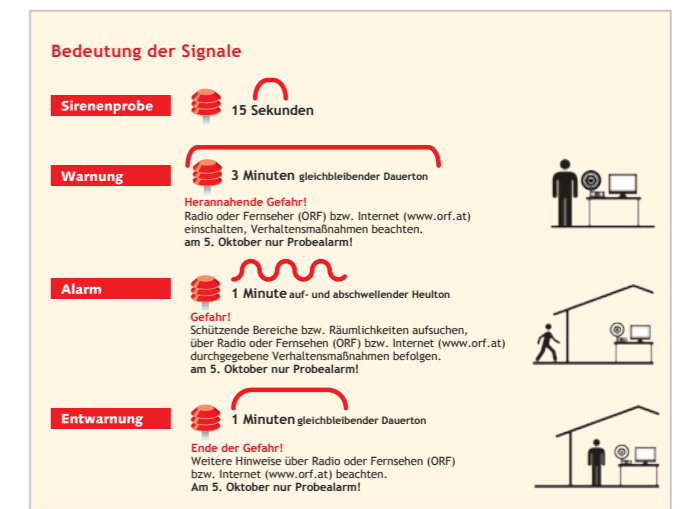 Bedeutung der Signale
Sirenenprobe
15 Sekunden
Warnung
3 Minuten gleichbleibender Dauerton
Herannahende Gefahr!
Radio oder Fernseher (ORF) bzw. Internet (www.orf.at)
einschalten, Verhaltensmaßnahmen beachten.
am 5. Oktober nur Probealarm!
Alarm
1 Minute auf- und abschwellender Heulton
Gefahr!
Schützende Bereiche bzw. Räumlichkeiten aufsuchen,
über Radio oder Fernsehen (ORF) bzw. Internet (www.orf.at)
durchgegebene Verhaltensmaßnahmen befolgen.
am 5. Oktober nur Probealarm!
Entwarnung
1 Minuten gleichbleibender Dauerton
Ende der Gefahr!
Weitere Hinweise über Radio oder Fernsehen (ORF)
bzw. Internet (www.orf.at) beachten.
Am 5. Oktober nur Probealarm!